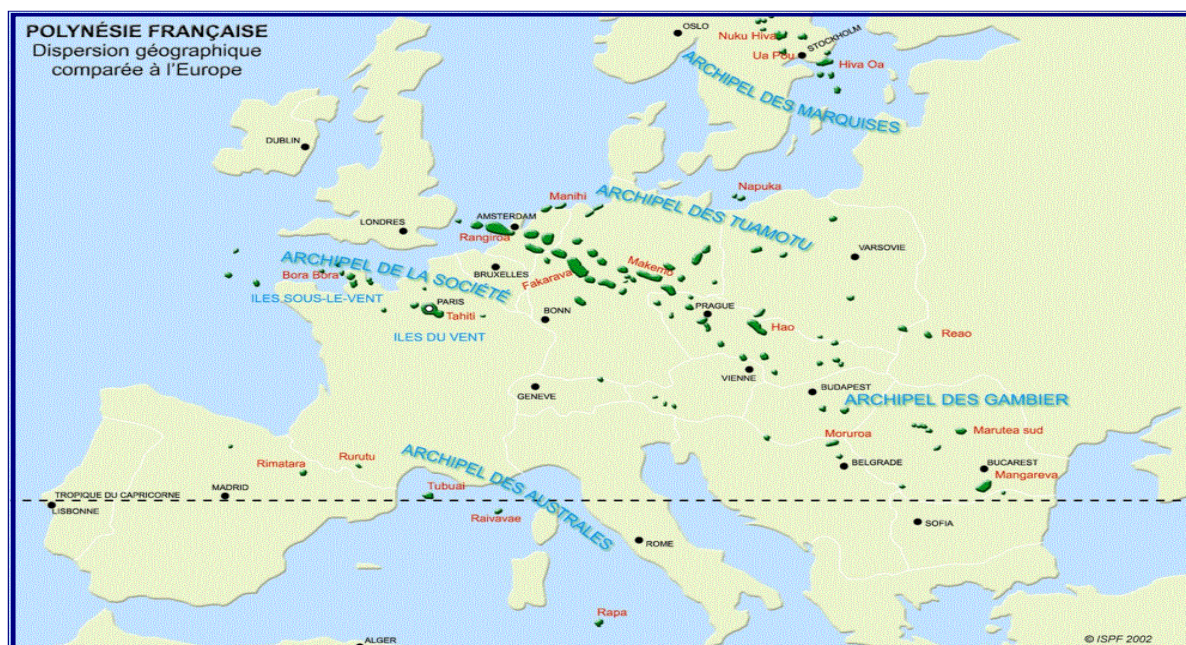 POLYNÉSIE FRANÇAISE
Dispersion géographique
comparée à l'Europe
OSLO
Nuku Hiva
STOCKHOLM
Ua Pou
Hiva Oa
ARCHIPEL DES MARQUISES
DUBLIN
Napuka
Manihi
ARCHIPEL DES TUAMOTU
AMSTERDAM
LONDRES
Rangiroa
VARSOVIE
ARCHIPEL DE LA SOCIÉTÉ
Bora Bora
BRUXELLES
Fakarava
Makemo
ILES SOUS-LE-VENT
PARIS
Tahiti
BONN
PRAGUE
Hao
Reao
ILES DU VENT
VIENNE
GENEVE
BUDAPEST
ARCHIPEL DES GAMBIER
Moruroa
Marutea sud
Rimatara
Rurutu
ARCHIPEL DES AUSTRALES
BELGRADE
BUCAREST
Mangareva
TROPIQUE DU CAPRICORNE
MADRID
Tubuai
LISBONNE
Raivavae
SOFIA
ROME
Rapa
ALGER
© ISPF 2002